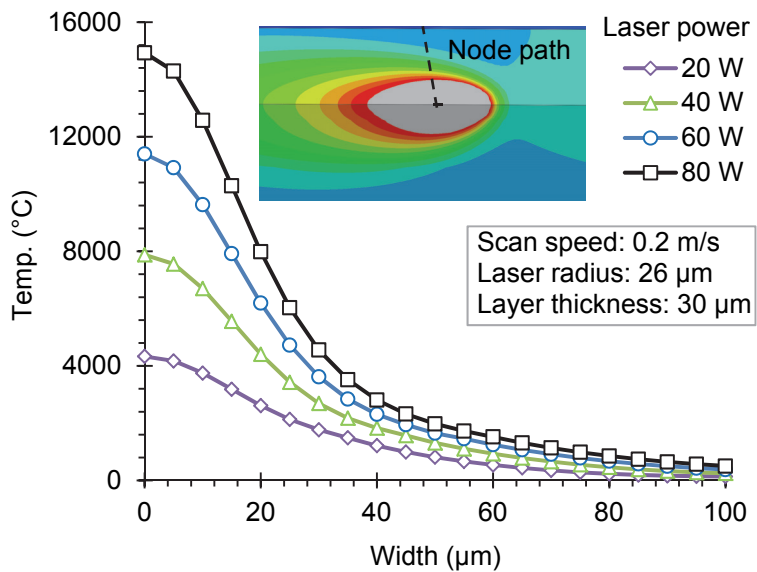 16000
12000
8000
4000
0
Temp. (°C)
0
20
40
60
80
100
Width (µm)
Node path
Laser power
20 W
40 W
60 W
80 W
Scan speed: 0.2 m/s
Laser radius: 26 µm
Layer thickness: 30 µm